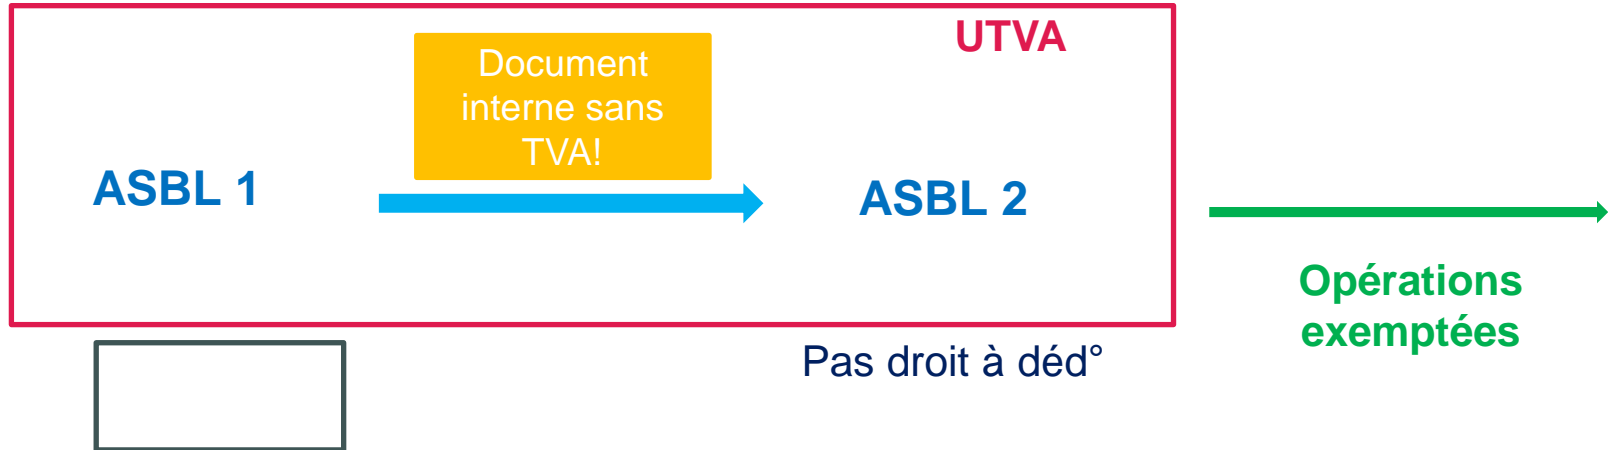 UTVA
Document
interne sans
TVA!
ASBL 1
ASBL 2
Opérations
exemptées
Pas droit à déd°